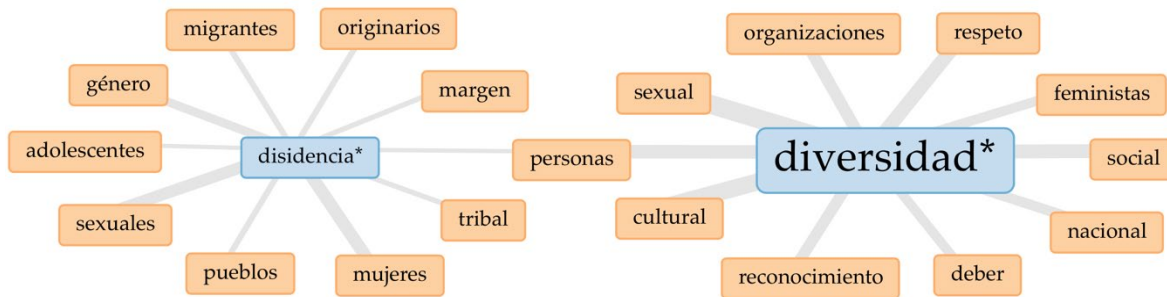 migrantes
originarios
género
margen
adolescentes
disidencia*
personas
sexuales
tribal
pueblos
mujeres
organizaciones
respeto
sexual
feministas
diversidad*
social
cultural
nacional
reconocimiento
deber